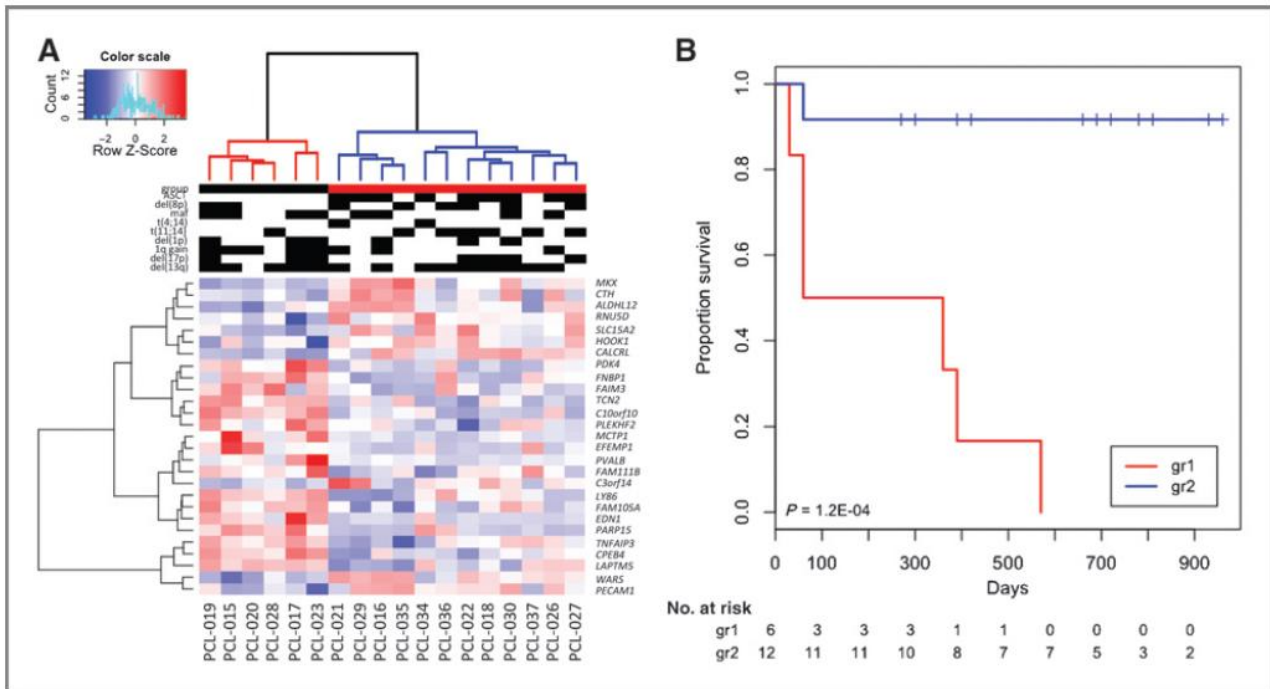 A
Color scale
Count
0 4 8 12
−2 0 2
Row Z-Score
group
ASCT
del(8p)
maf
t(4;14)
t(11;14)
del(1p)
1q gain
del(17p)
del(13q)
MKX
CTH
ALDHL12
RNU5D
SLC15A2
HOOK1
CALCRL
PDK4
FNBP1
FAIM3
TCN2
C10orf10
PLEKHF2
MCTP1
EFEMP1
PVALB
FAM111B
C3orf14
LY86
FAM105A
EDN1
PARP15
TNFAIP3
CPEB4
LAPTM5
WARS
PECAM1
PCL-019
PCL-015
PCL-020
PCL-028
PCL-017
PCL-023
PCL-021
PCL-029
PCL-016
PCL-035
PCL-034
PCL-036
PCL-022
PCL-018
PCL-030
PCL-037
PCL-026
PCL-027
B
Proportion survival
1.0
0.8
0.6
0.4
0.2
0.0
gr1
gr2
P = 1.2E-04
0 100 300 500 700 900
Days
No. at risk
gr1 6 3 3 3 1 1 0 0 0 0
gr2 12 11 11 10 8 7 7 5 3 2